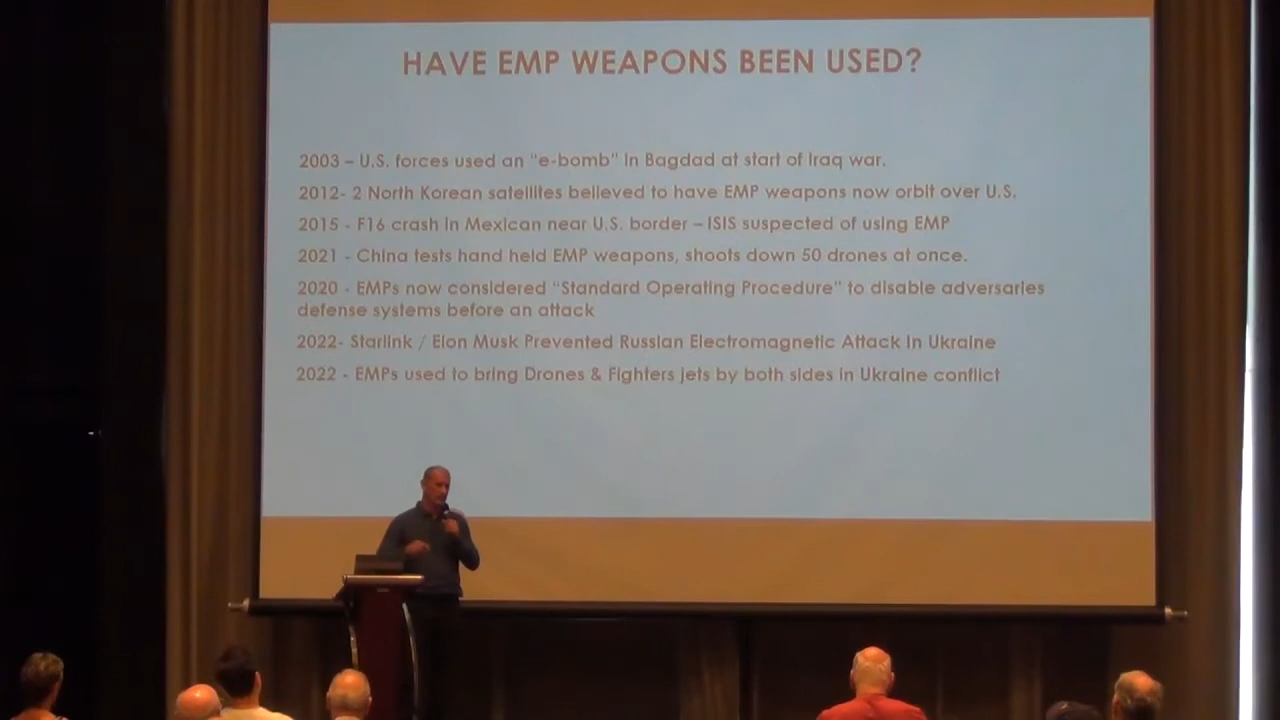 HAVE EMP WEAPONS BEEN USED?
2003 – U.S. forces used an "e-bomb" in Bagdad at start of Iraq war.
2012- 2 North Korean satellites believed to have EMP weapons now orbit over U.S.
2015 - F16 crash in Mexican near U.S. border – ISIS suspected of using EMP
2021 - China tests hand held EMP weapons, shoots down 50 drones at once.
2020 - EMPs now considered "Standard Operating Procedure" to disable adversaries
defense systems before an attack
2022- Starlink / Elon Musk Prevented Russian Electromagnetic Attack in Ukraine
2022 - EMPs used to bring Drones & Fighters jets by both sides in Ukraine conflict